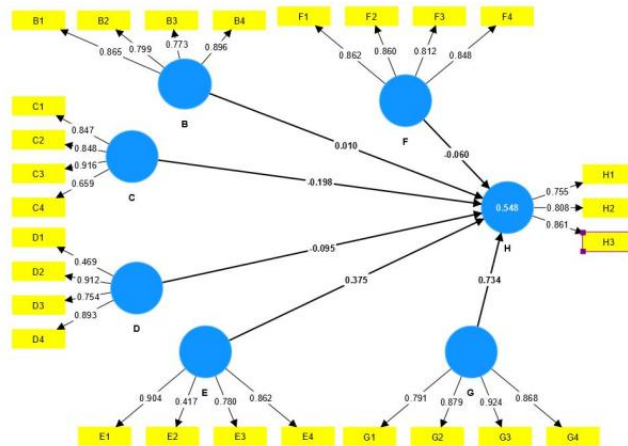 B1
B2
B3
B4
0.865
0.799
0.773
0.896
B
F1
F2
F3
F4
0.862
0.860
0.812
0.848
F
C1
C2
C3
C4
0.847
0.848
0.916
0.659
C
D1
D2
D3
D4
0.469
0.912
0.754
0.893
D
0.010
-0.060
-0.198
-0.095
0.375
0.734
0.548
H
0.755
0.808
0.861
H1
H2
H3
E
0.904
0.417
0.780
0.862
E1
E2
E3
E4
G
0.791
0.879
0.924
0.868
G1
G2
G3
G4